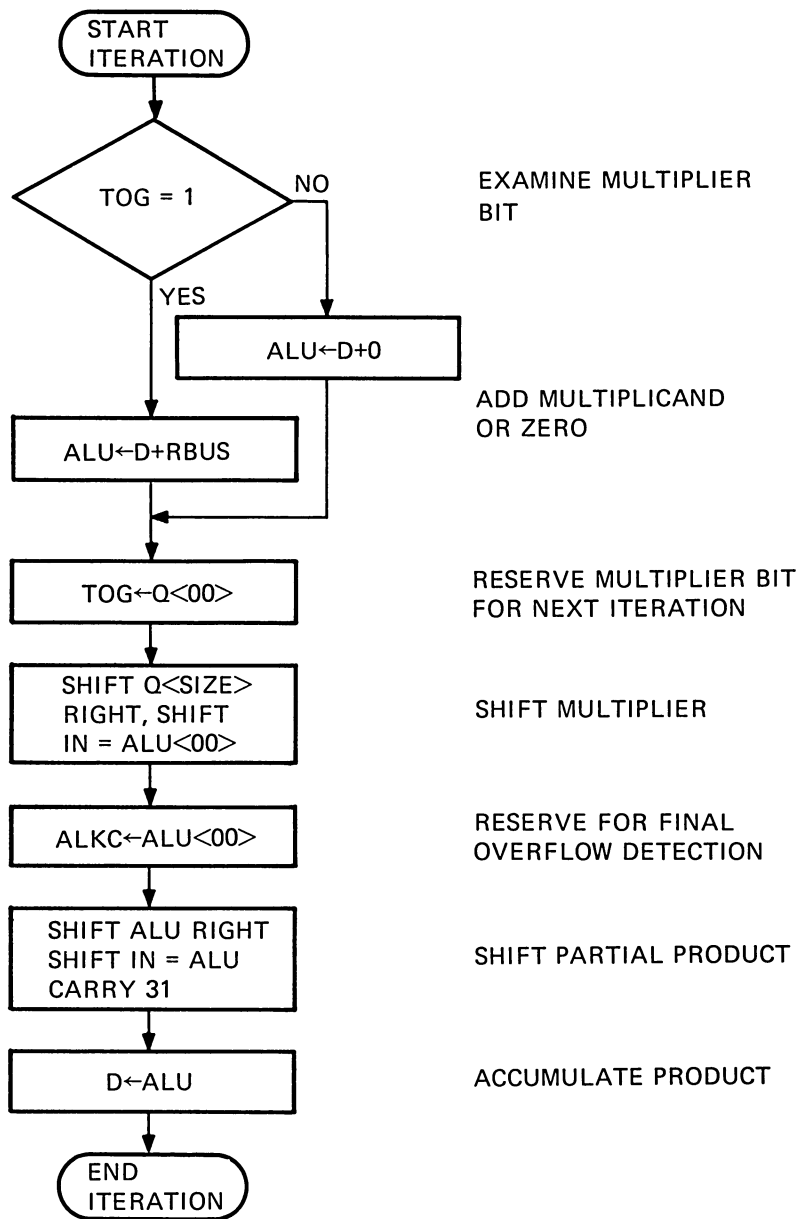 START
ITERATION
TOG = 1
NO
EXAMINE MULTIPLIER
BIT
YES
ALU←D+0
ADD MULTIPLICAND
OR ZERO
ALU←D+RBUS
TOG←Q<00>
RESERVE MULTIPLIER BIT
FOR NEXT ITERATION
SHIFT Q<SIZE>
RIGHT, SHIFT
IN = ALU<00>
SHIFT MULTIPLIER
ALKC←ALU<00>
RESERVE FOR FINAL
OVERFLOW DETECTION
SHIFT ALU RIGHT
SHIFT IN = ALU
CARRY 31
SHIFT PARTIAL PRODUCT
D←ALU
ACCUMULATE PRODUCT
END
ITERATION